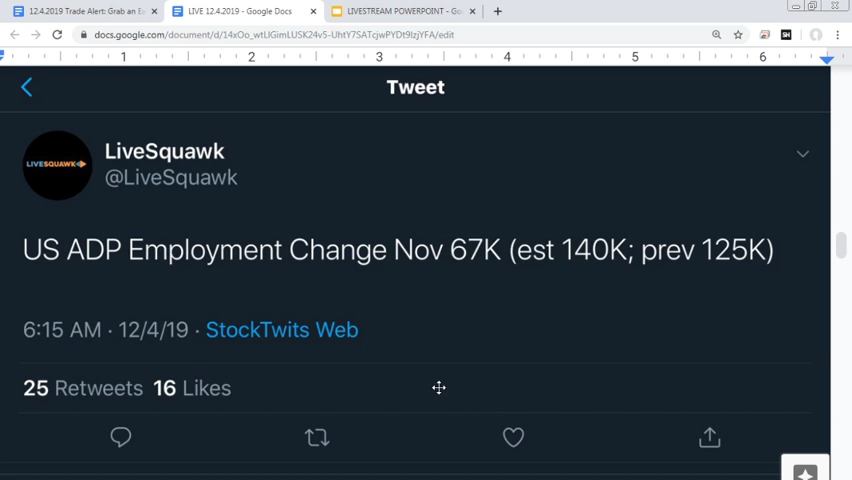 12.4.2019 Trade Alert: Grab an Ea
LIVE 12.4.2019 - Google Docs
LIVESTREAM POWERPOINT - Go
docs.google.com/document/d/14xOo_wtLlGimLUSK24v5-UhtY7SATcjwPYDt9lzjYFA/edit
1 2 3 4 5 6
Tweet
LIVESQUAWK
LiveSquawk
@LiveSquawk
US ADP Employment Change Nov 67K (est 140K; prev 125K)
6:15 AM · 12/4/19 · StockTwits Web
25 Retweets 16 Likes